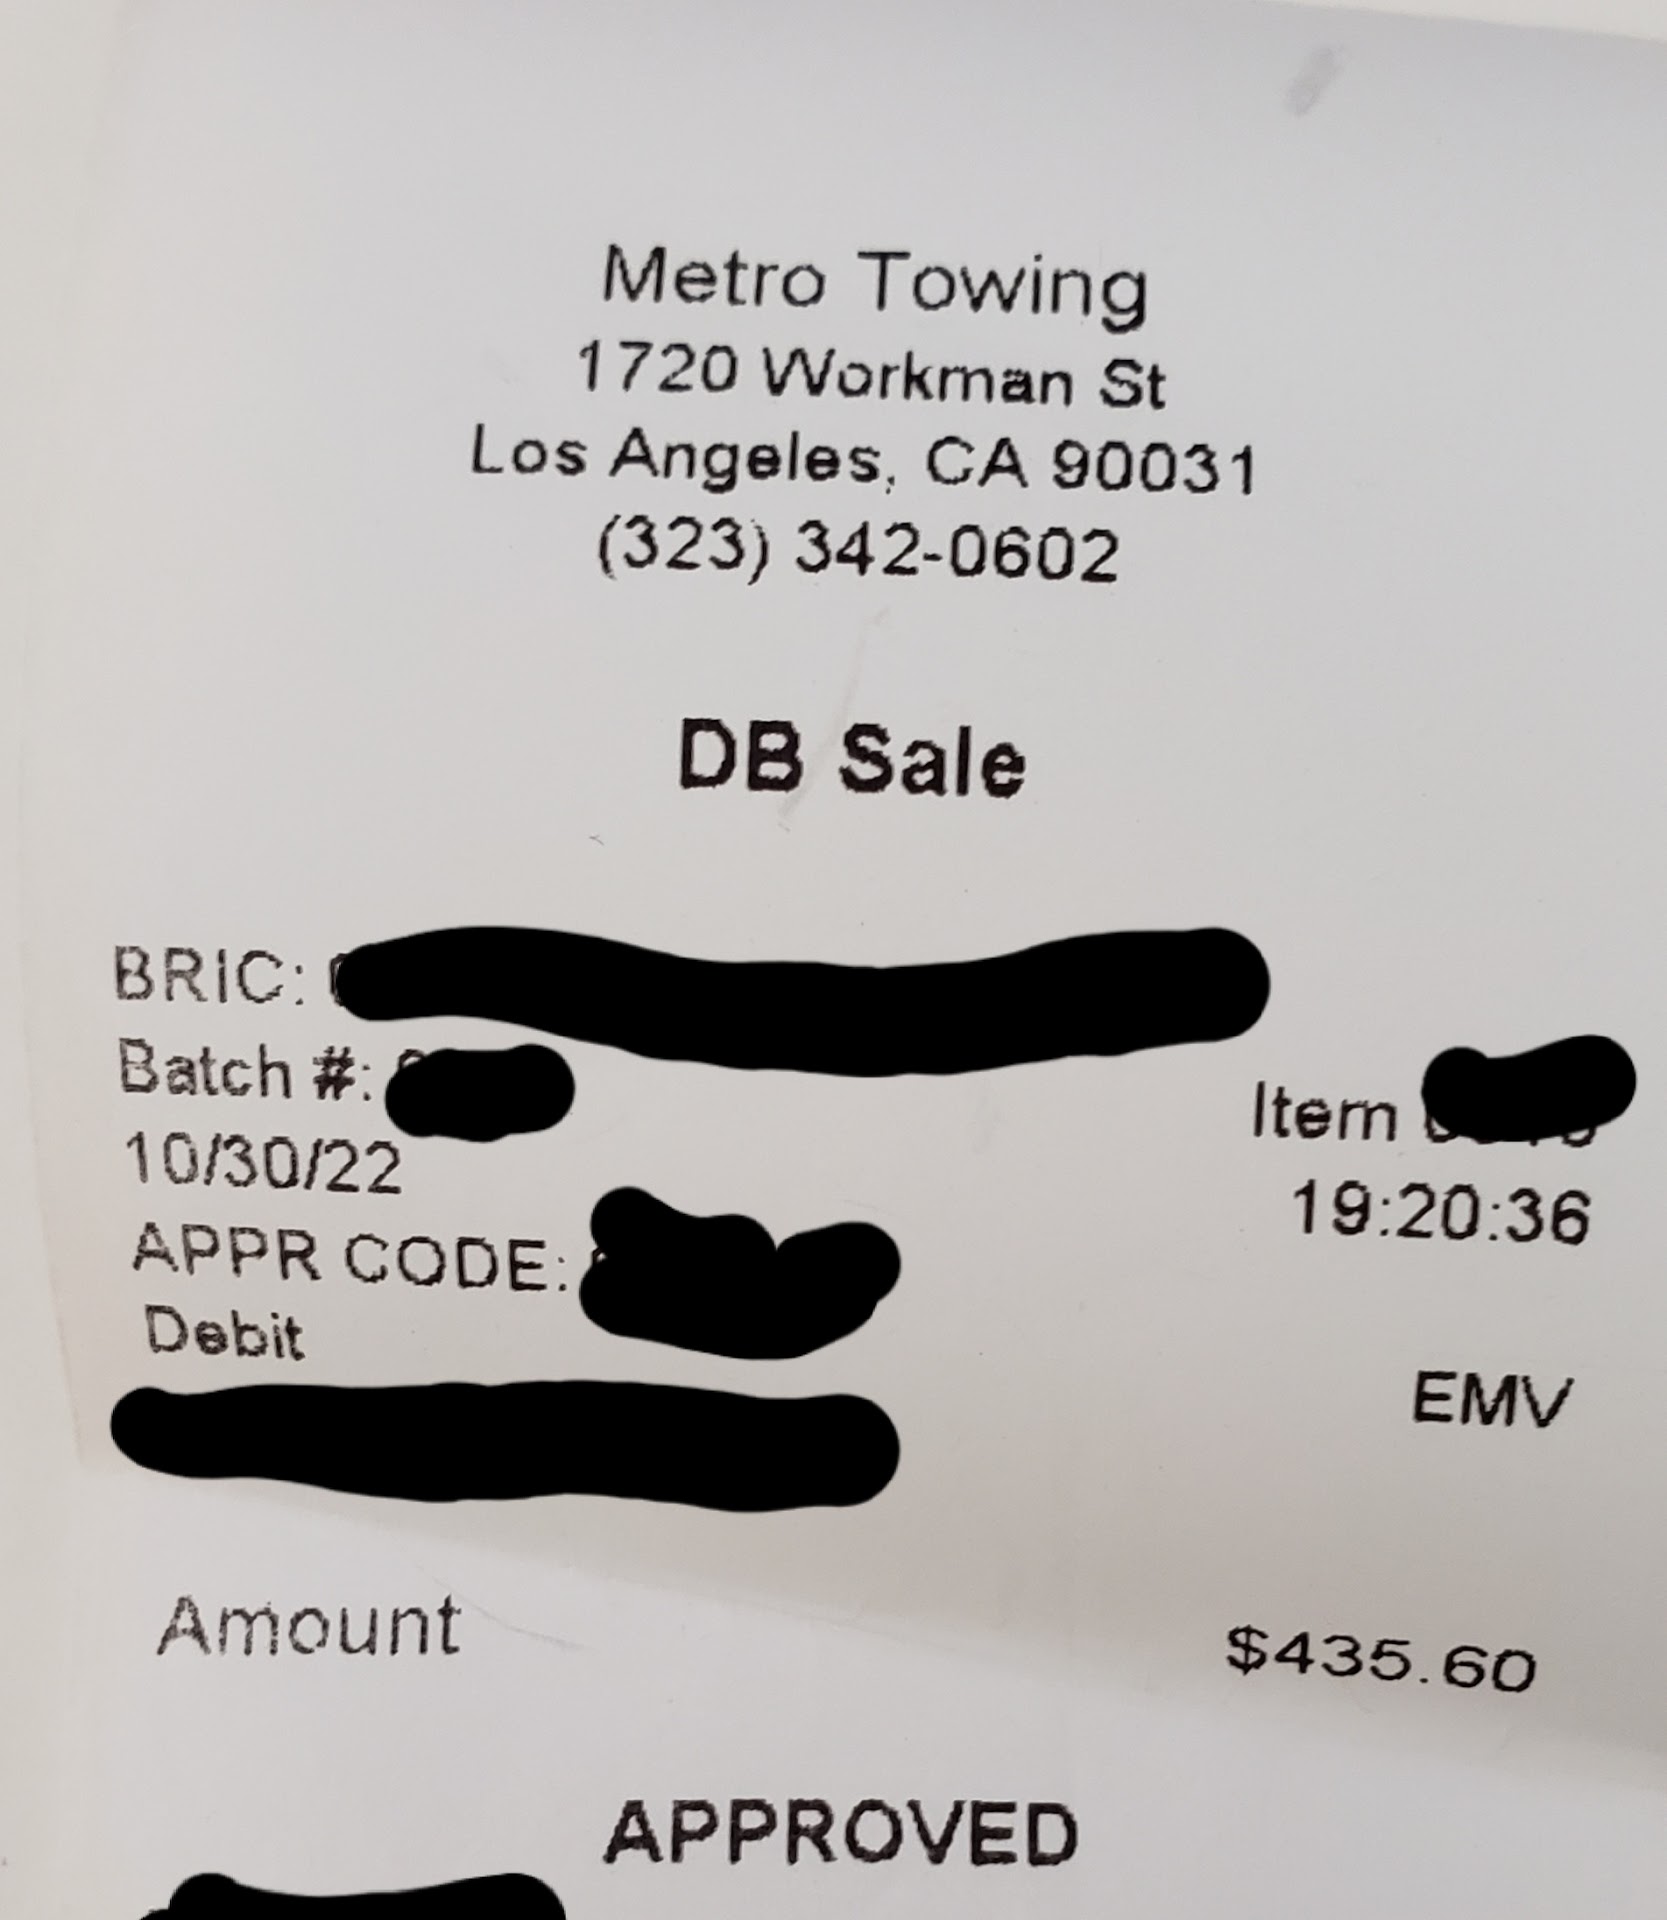 Metro Towing
1720 Workman St
Los Angeles, CA 90031
(323) 342-0602
DB Sale
BRIC:
Batch #:
Item
10/30/22
19:20:36
APPR CODE:
Debit
EMV
Amount
$435.60
APPROVED